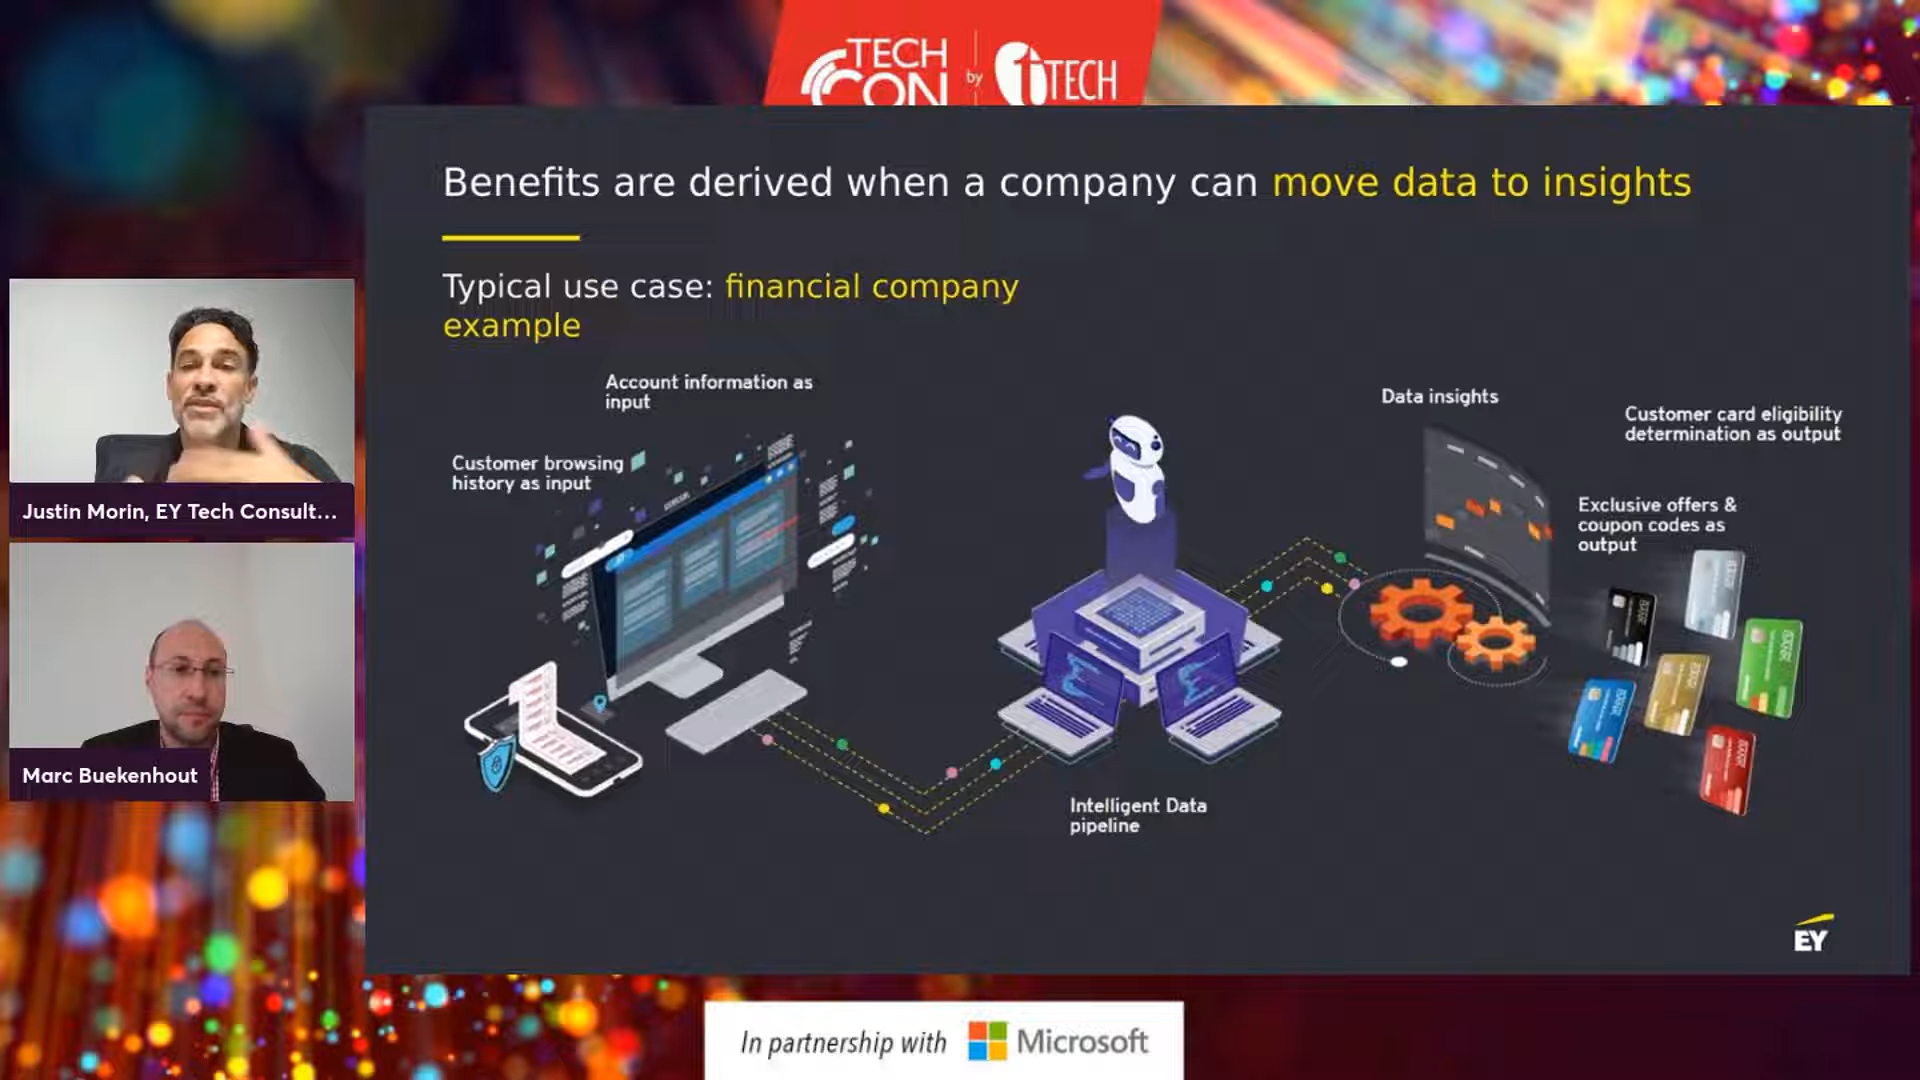 TECH
CON
by
1TECH
Benefits are derived when a company can move data to insights
Typical use case: financial company
example
Account information as
input
Customer browsing
history as input
Data insights
Customer card eligibility
determination as output
Exclusive offers &
coupon codes as
output
Intelligent Data
pipeline
Justin Morin, EY Tech Consult...
Marc Buekenhout
EY
In partnership with Microsoft